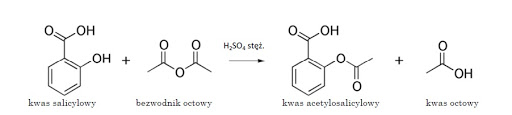 O OH
OH
+
O O
O
H₂SO₄ stęż.
O OH
O
O
+
O
OH
kwas salicylowy bezwodnik octowy kwas acetylosalicylowy kwas octowy